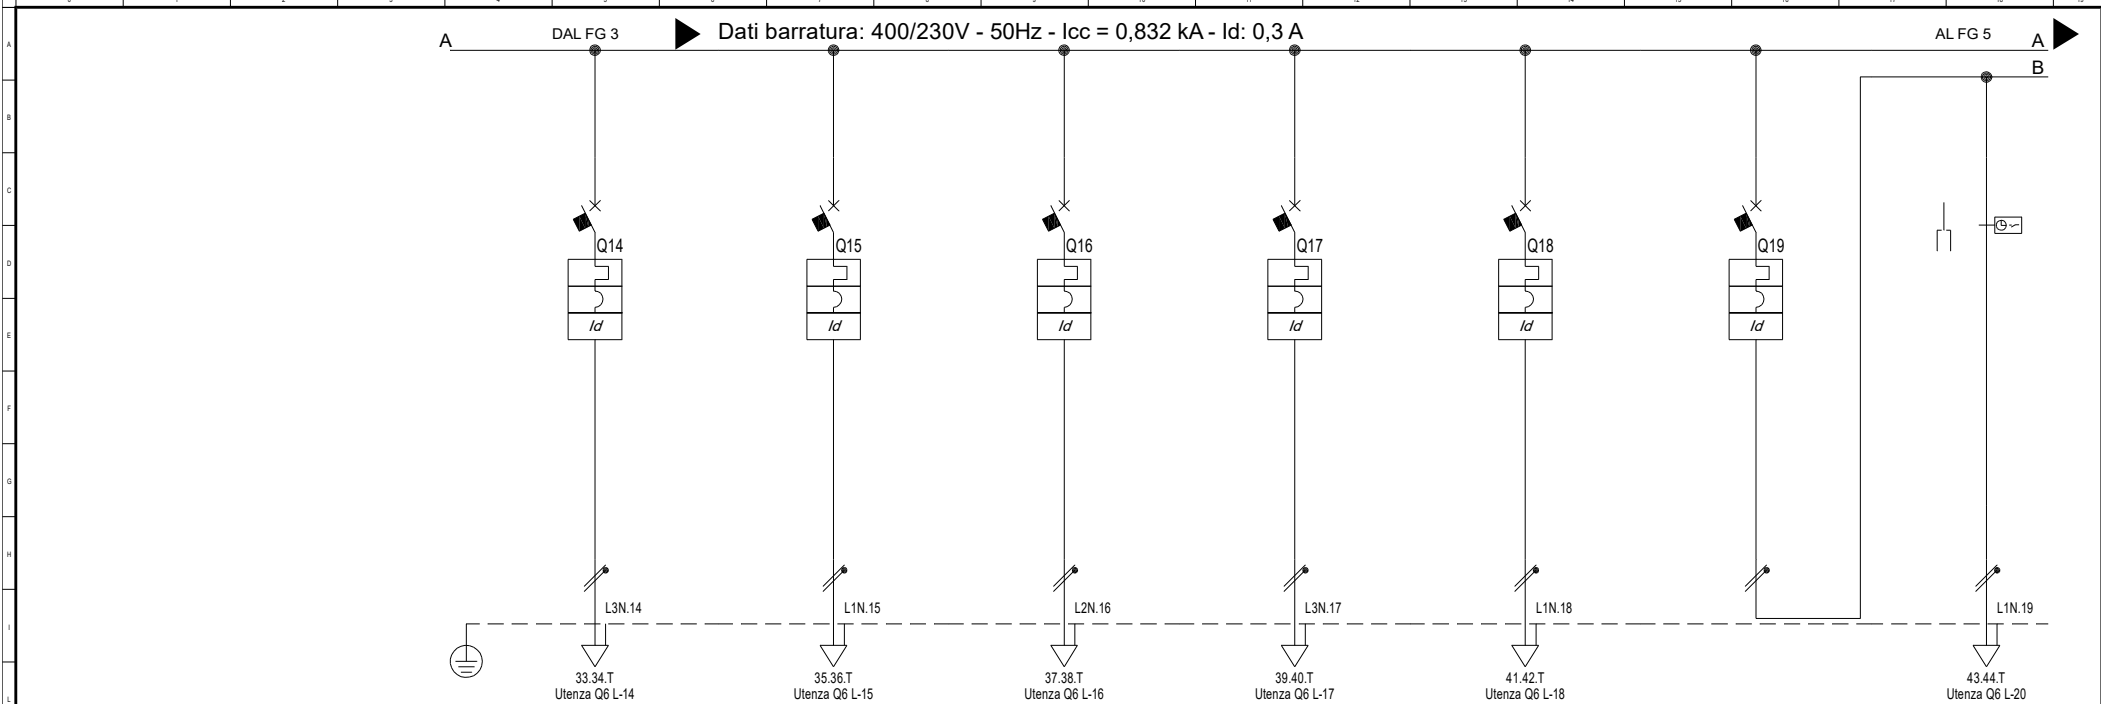 A DAL FG 3 Dati barratura: 400/230V - 50Hz - Icc = 0,832 kA - Id: 0,3 A AL FG 5 A
B
A
B
C
D
E
F
G
H
I
L
Q14 Q15 Q16 Q17 Q18 Q19
Id Id Id Id Id Id
L3N.14 L1N.15 L2N.16 L3N.17 L1N.18 L1N.19
33.34.T 35.36.T 37.38.T 39.40.T 41.42.T 43.44.T
Utenza Q6 L-14 Utenza Q6 L-15 Utenza Q6 L-16 Utenza Q6 L-17 Utenza Q6 L-18 Utenza Q6 L-20